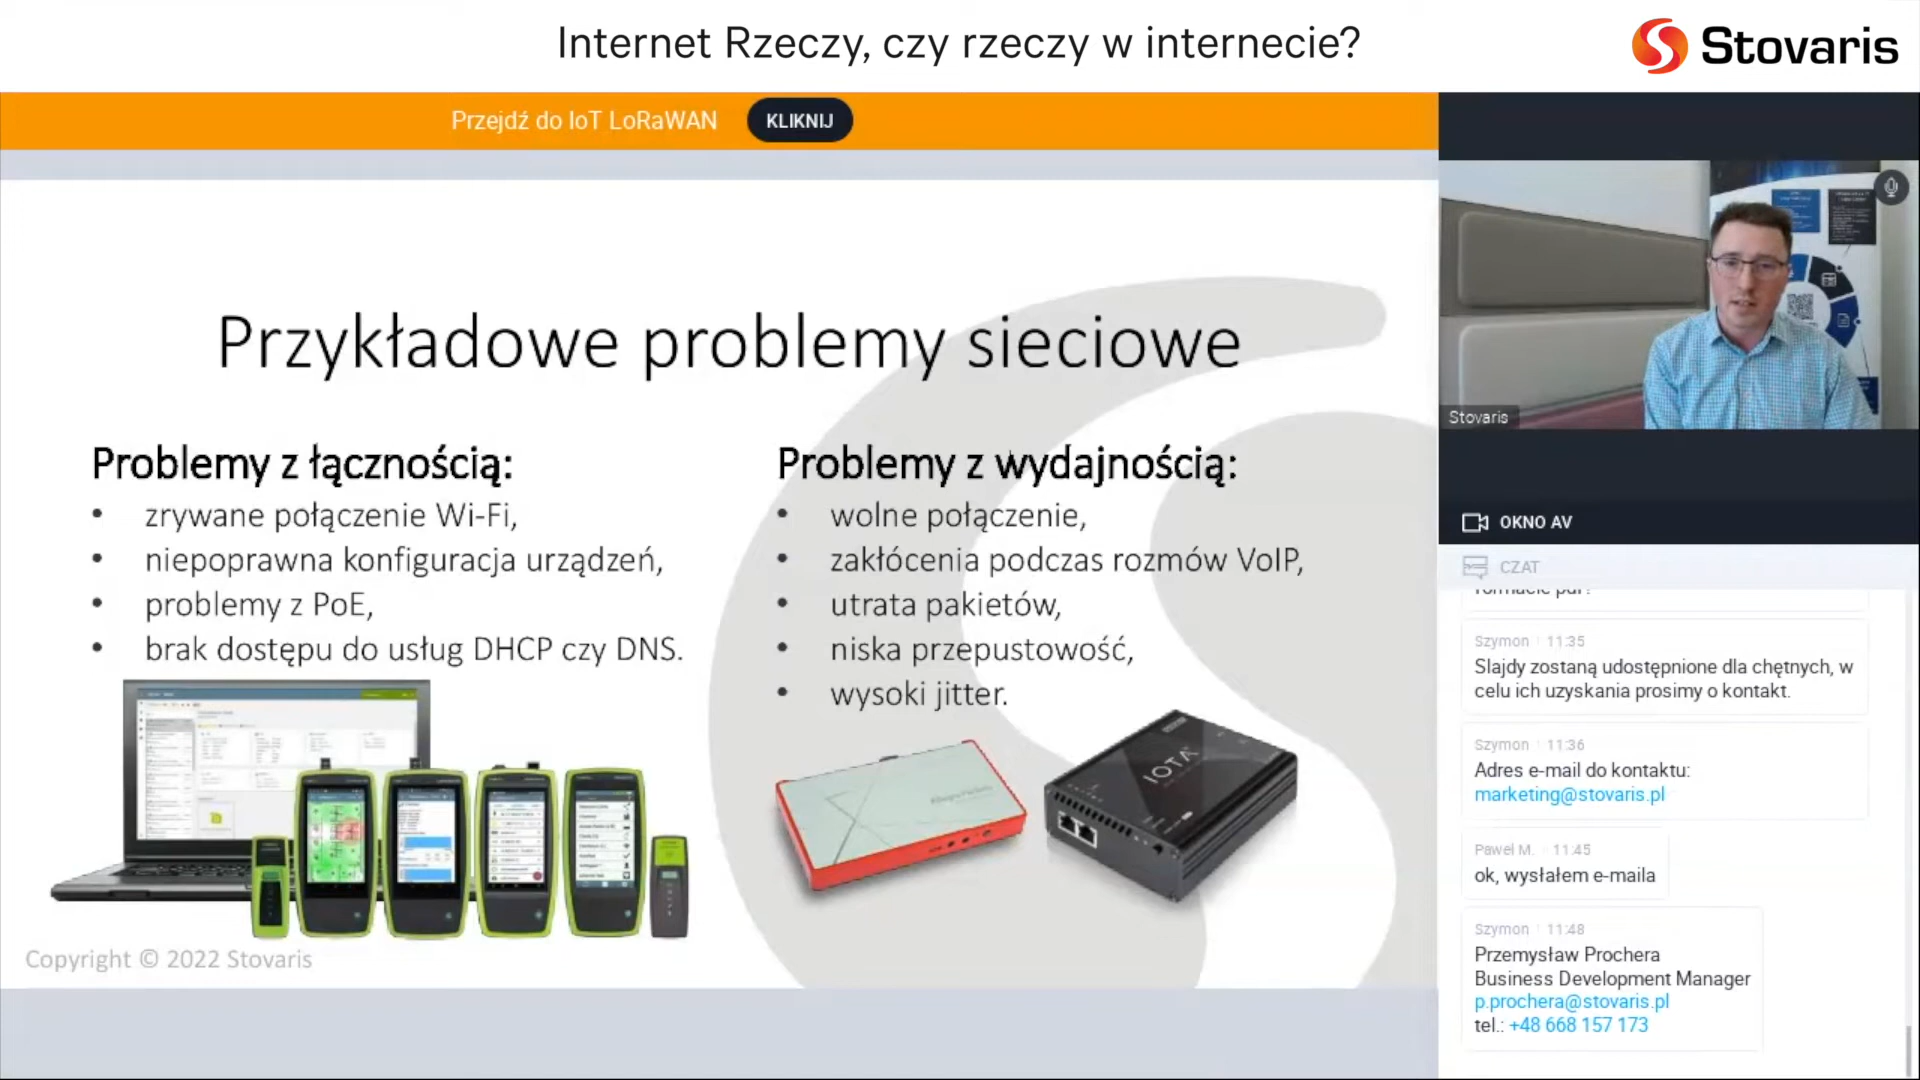 Internet Rzeczy, czy rzeczy w internecie?
Stovaris
Przejdź do IoT LoRaWAN
KLIKNIJ
Przykładowe problemy sieciowe
Problemy z łącznością:
• zrywane połączenie Wi-Fi,
• niepoprawna konfiguracja urządzeń,
• problemy z PoE,
• brak dostępu do usług DHCP czy DNS.
Problemy z wydajnością:
• wolne połączenie,
• zakłócenia podczas rozmów VoIP,
• utrata pakietów,
• niska przepustowość,
• wysoki jitter.
IOTA
Copyright © 2022 Stovaris
Stovaris
OKNO AV
CZAT
Szymon 11:35
Slajdy zostaną udostępnione dla chętnych, w
celu ich uzyskania prosimy o kontakt.
Szymon 11:36
Adres e-mail do kontaktu:
marketing@stovaris.pl
Pawel M. 11:45
ok, wysłałem e-maila
Szymon 11:48
Przemysław Prochera
Business Development Manager
p.prochera@stovaris.pl
tel.: +48 668 157 173